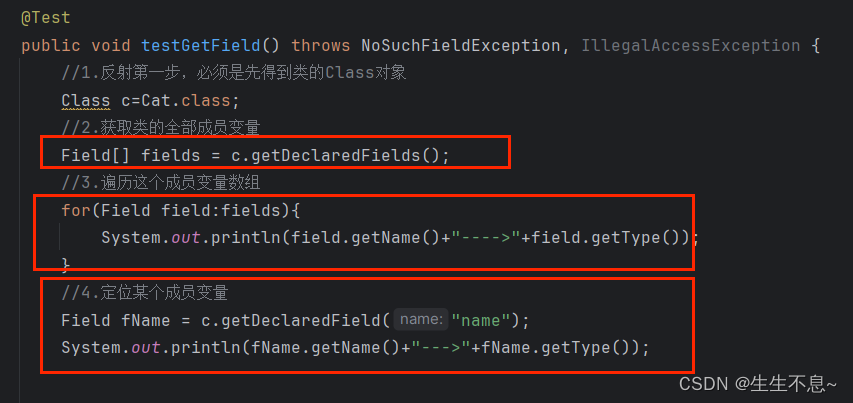 @Test
public void testGetField() throws NoSuchFieldException, IllegalAccessException {
//1.反射第一步，必须是先得到类的Class对象
Class c=Cat.class;
//2.获取类的全部成员变量
Field[] fields = c.getDeclaredFields();
//3.遍历这个成员变量数组
for(Field field:fields){
System.out.println(field.getName()+"---->"+field.getType());
}
//4.定位某个成员变量
Field fName = c.getDeclaredField( name: "name");
System.out.println(fName.getName()+"--->"+fName.getType());
CSDN @生生不息~